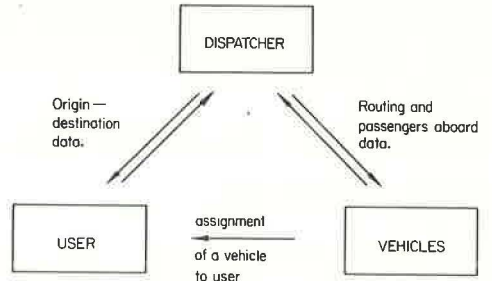 DISPATCHER
Origin —
destination
data.
Routing and
passengers aboard
data.
USER
assignment
of a vehicle
to user
VEHICLES